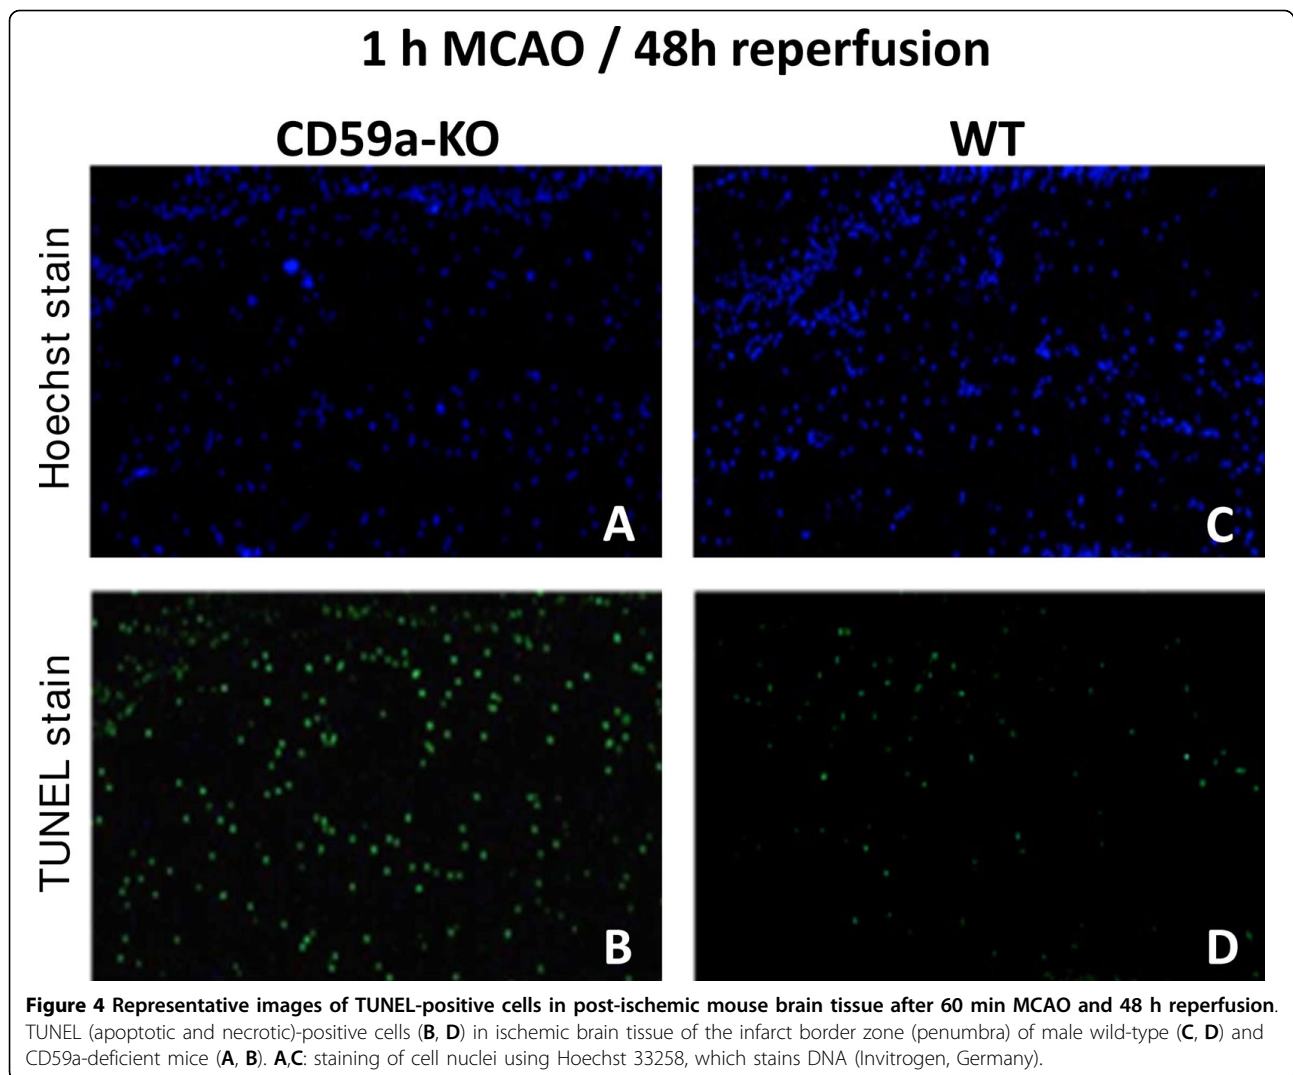 1 h MCAO / 48h reperfusion
CD59a-KO
WT
Hoechst stain
A
C
TUNEL stain
B
D
Figure 4 Representative images of TUNEL-positive cells in post-ischemic mouse brain tissue after 60 min MCAO and 48 h reperfusion.
TUNEL (apoptotic and necrotic)-positive cells (B, D) in ischemic brain tissue of the infarct border zone (penumbra) of male wild-type (C, D) and
CD59a-deficient mice (A, B). A,C: staining of cell nuclei using Hoechst 33258, which stains DNA (Invitrogen, Germany).